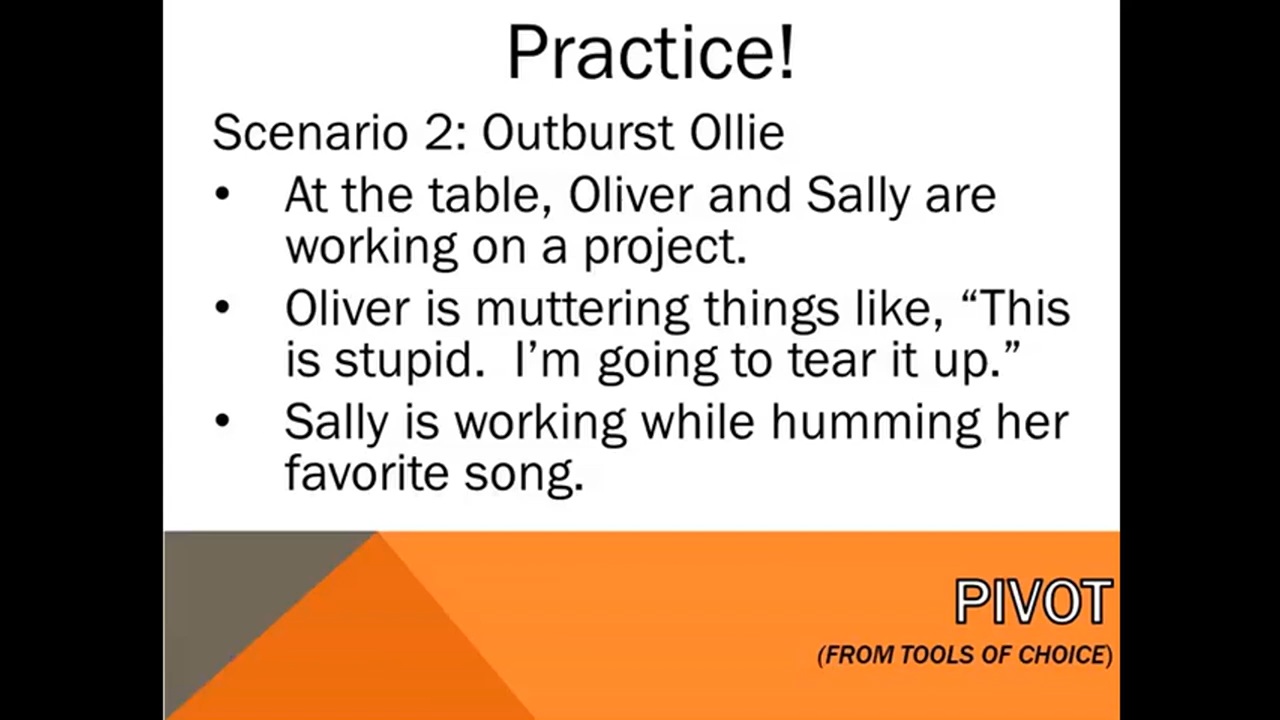 Practice!
Scenario 2: Outburst Ollie
• At the table, Oliver and Sally are
working on a project.
• Oliver is muttering things like, “This
is stupid.  I’m going to tear it up.”
• Sally is working while humming her
favorite song.
PIVOT
(FROM TOOLS OF CHOICE)